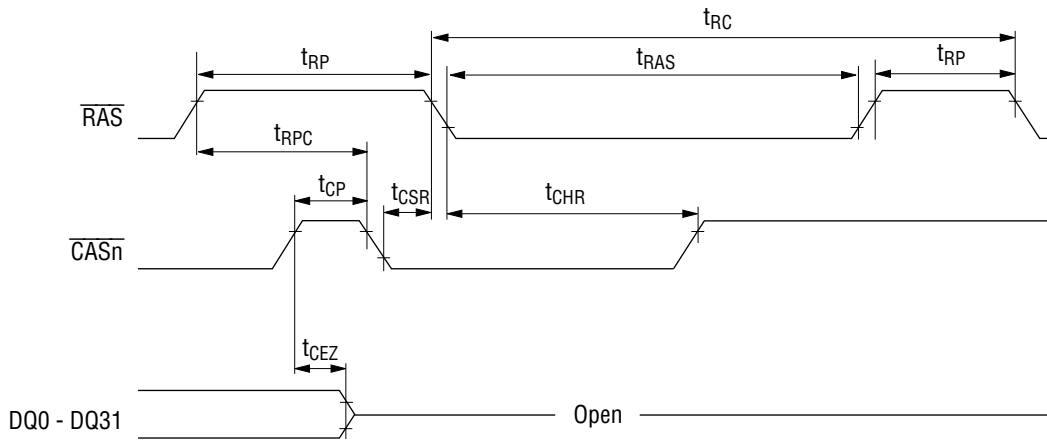 tRC
tRP
tRAS
tRP
RAS
tRPC
tCP
tCSR
tCHR
CASn
tCEZ
DQ0 - DQ31
Open